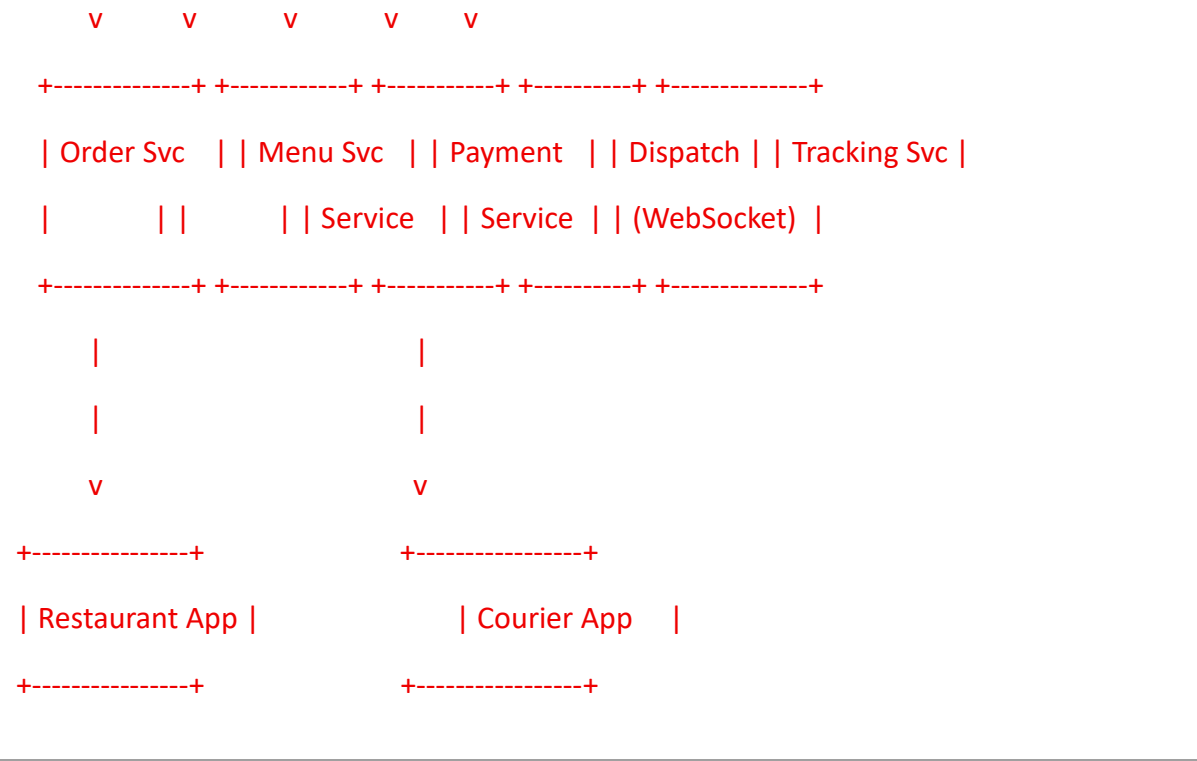 v v v v v
+--------------+ +------------+ +-----------+ +----------+ +--------------+
| Order Svc | | Menu Svc | | Payment | | Dispatch | | Tracking Svc |
| | | | | Service | | Service | | (WebSocket) |
+--------------+ +------------+ +-----------+ +----------+ +--------------+
| |
| |
v v
+----------------+ +-----------------+
| Restaurant App | | Courier App |
+----------------+ +-----------------+